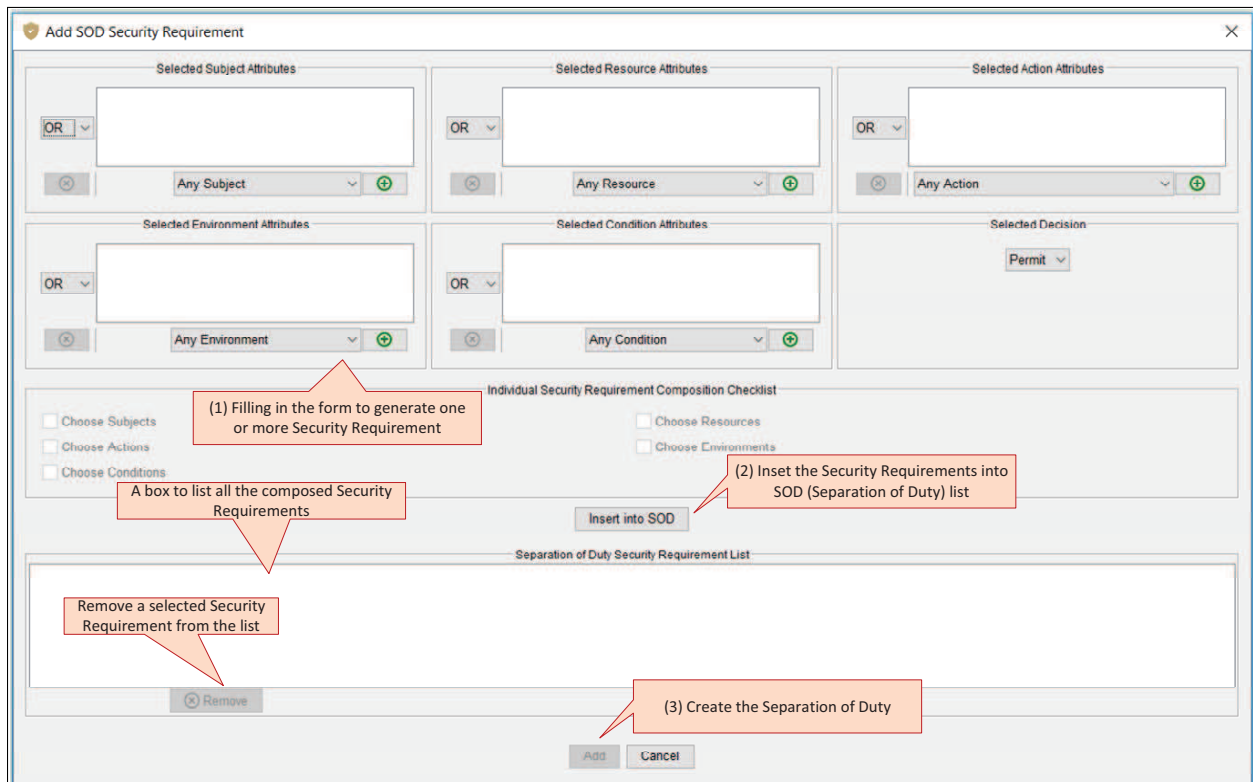 Add SOD Security Requirement
Selected Subject Attributes
Selected Resource Attributes
Selected Action Attributes
OR
OR
OR
Any Subject
Any Resource
Any Action
Selected Environment Attributes
Selected Condition Attributes
Selected Decision
Permit
OR
OR
Any Environment
Any Condition
(1) Filling in the form to generate one
or more Security Requirement
Individual Security Requirement Composition Checklist
Choose Subjects
Choose Resources
Choose Actions
Choose Environments
Choose Conditions
(2) Inset the Security Requirements into
SOD (Separation of Duty) list
A box to list all the composed Security
Requirements
Insert into SOD
Separation of Duty Security Requirement List
Remove a selected Security
Requirement from the list
Remove
(3) Create the Separation of Duty
Add
Cancel